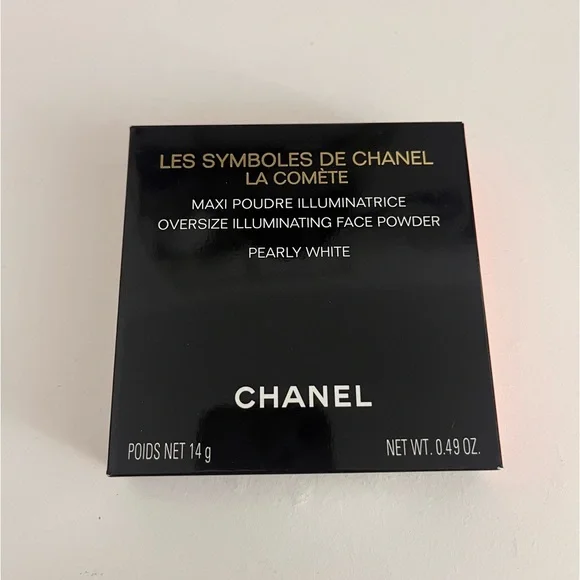 LES SYMBOLES DE CHANEL
LA COMÈTE
MAXI POUDRE ILLUMINATRICE
OVERSIZE ILLUMINATING FACE POWDER
PEARLY WHITE
CHANEL
POIDS NET 14 g NET WT. 0.49 OZ.